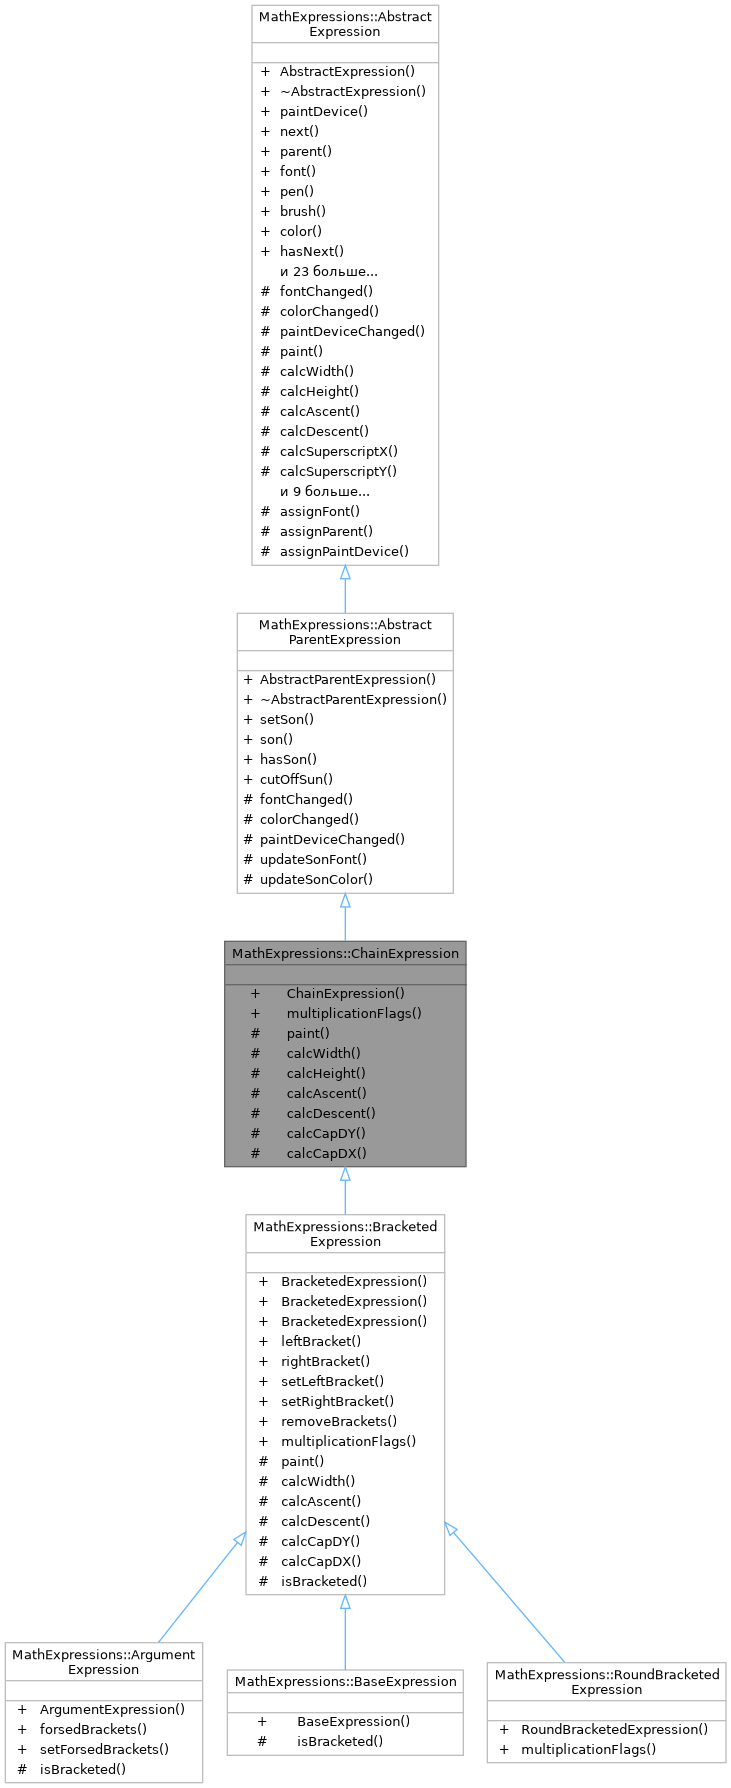 MathExpressions::Abstract
Expression
+ AbstractExpression()
+ ~AbstractExpression()
+ paintDevice()
+ next()
+ parent()
+ font()
+ pen()
+ brush()
+ color()
+ hasNext()
и 23 больше...
# fontChanged()
# colorChanged()
# paintDeviceChanged()
# paint()
# calcWidth()
# calcHeight()
# calcAscent()
# calcDescent()
# calcSuperscriptX()
# calcSuperscriptY()
и 9 больше...
# assignFont()
# assignParent()
# assignPaintDevice()
MathExpressions::Abstract
ParentExpression
+ AbstractParentExpression()
+ ~AbstractParentExpression()
+ setSon()
+ son()
+ hasSon()
+ cutOffSun()
# fontChanged()
# colorChanged()
# paintDeviceChanged()
# updateSonFont()
# updateSonColor()
MathExpressions::ChainExpression
+ ChainExpression()
+ multiplicationFlags()
# paint()
# calcWidth()
# calcHeight()
# calcAscent()
# calcDescent()
# calcCapDY()
# calcCapDX()
MathExpressions::Bracketed
Expression
+ BracketedExpression()
+ BracketedExpression()
+ BracketedExpression()
+ leftBracket()
+ rightBracket()
+ setLeftBracket()
+ setRightBracket()
+ removeBrackets()
+ multiplicationFlags()
# paint()
# calcWidth()
# calcAscent()
# calcDescent()
# calcCapDY()
# calcCapDX()
# isBracketed()
MathExpressions::Argument
Expression
+ ArgumentExpression()
+ forsedBrackets()
+ setForsedBrackets()
# isBracketed()
MathExpressions::BaseExpression
+ BaseExpression()
# isBracketed()
MathExpressions::RoundBracketed
Expression
+ RoundBracketedExpression()
+ multiplicationFlags()